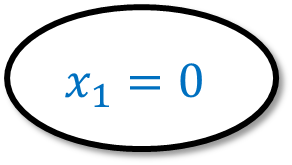 x₁ = 0